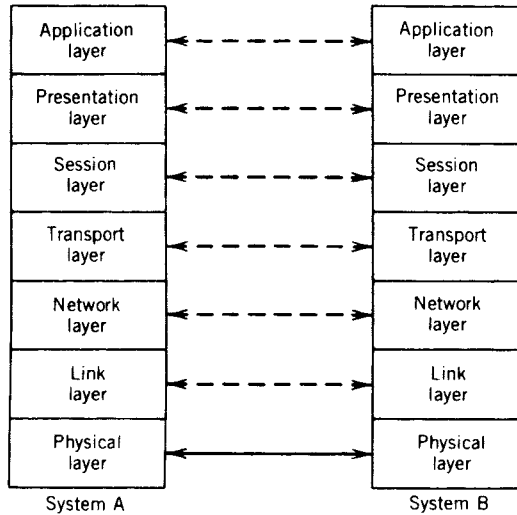 Application
layer
Application
layer
Presentation
layer
Presentation
layer
Session
layer
Session
layer
Transport
layer
Transport
layer
Network
layer
Network
layer
Link
layer
Link
layer
Physical
layer
Physical
layer
System A
System B